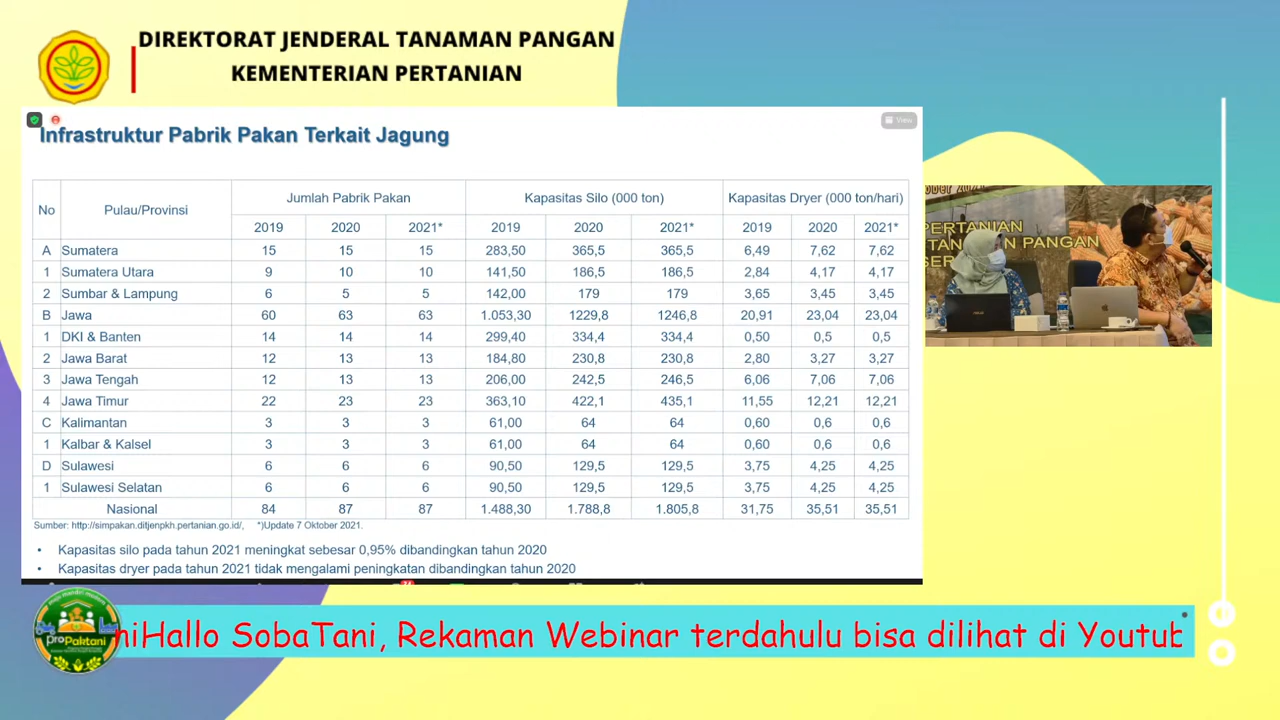 DIREKTORAT JENDERAL TANAMAN PANGAN
KEMENTERIAN PERTANIAN
Infrastruktur Pabrik Pakan Terkait Jagung
View
No Pulau/Provinsi Jumlah Pabrik Pakan Kapasitas Silo (000 ton) Kapasitas Dryer (000 ton/hari)
2019 2020 2021* 2019 2020 2021* 2019 2020 2021*
A Sumatera 15 15 15 283,50 365,5 365,5 6,49 7,62 7,62
1 Sumatera Utara 9 10 10 141,50 186,5 186,5 2,84 4,17 4,17
2 Sumbar & Lampung 6 5 5 142,00 179 179 3,65 3,45 3,45
B Jawa 60 63 63 1.053,30 1229,8 1246,8 20,91 23,04 23,04
1 DKI & Banten 14 14 14 299,40 334,4 334,4 0,50 0,5 0,5
2 Jawa Barat 12 13 13 184,80 230,8 230,8 2,80 3,27 3,27
3 Jawa Tengah 12 13 13 206,00 242,5 246,5 6,06 7,06 7,06
4 Jawa Timur 22 23 23 363,10 422,1 435,1 11,55 12,21 12,21
C Kalimantan 3 3 3 61,00 64 64 0,60 0,6 0,6
1 Kalbar & Kalsel 3 3 3 61,00 64 64 0,60 0,6 0,6
D Sulawesi 6 6 6 90,50 129,5 129,5 3,75 4,25 4,25
1 Sulawesi Selatan 6 6 6 90,50 129,5 129,5 3,75 4,25 4,25
Nasional 84 87 87 1.488,30 1.788,8 1.805,8 31,75 35,51 35,51
Sumber: http://simpakan.ditjenpkh.pertanian.go.id/, *)Update 7 Oktober 2021.
• Kapasitas silo pada tahun 2021 meningkat sebesar 0,95% dibandingkan tahun 2020
• Kapasitas dryer pada tahun 2021 tidak mengalami peningkatan dibandingkan tahun 2020
PERTANIAN
PANGAN
proPaktani
niHallo SobaTani, Rekaman Webinar terdahulu bisa dilihat di Youtub